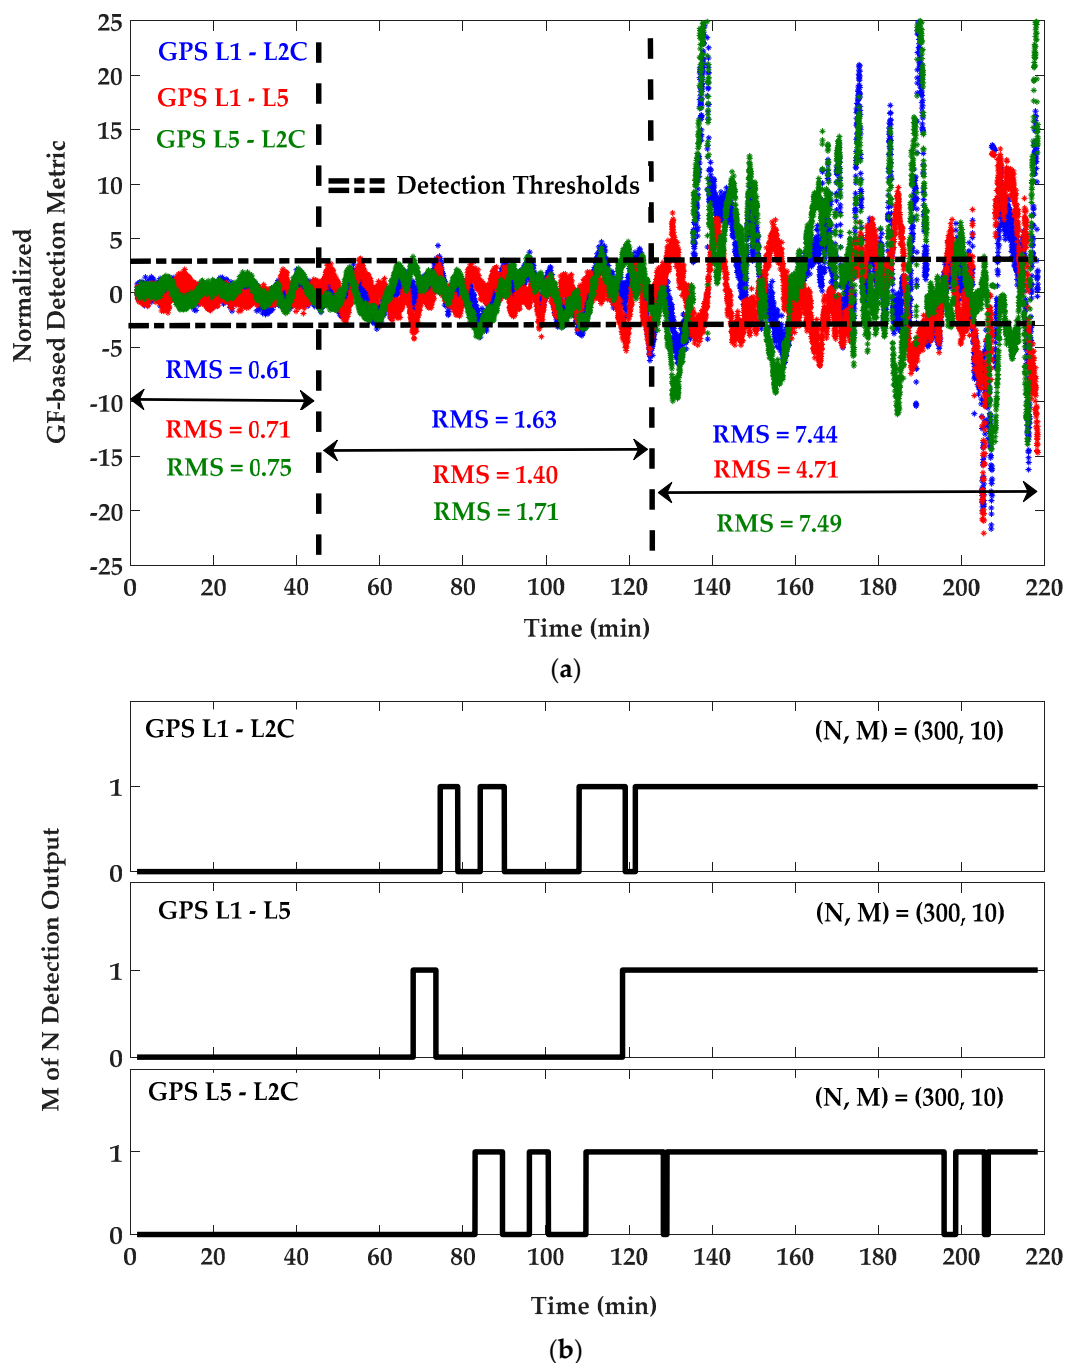 25
20
15
10
5
0
-5
-10
-15
-20
-25
Normalized
GF-based Detection Metric
GPS L1 - L2C
GPS L1 - L5
GPS L5 - L2C
Detection Thresholds
RMS = 0.61
RMS = 0.71
RMS = 0.75
RMS = 1.63
RMS = 1.40
RMS = 1.71
RMS = 7.44
RMS = 4.71
RMS = 7.49
0 20 40 60 80 100 120 140 160 180 200 220
Time (min)
(a)
M of N Detection Output
GPS L1 - L2C
(N, M) = (300, 10)
1
0
GPS L1 - L5
(N, M) = (300, 10)
1
0
GPS L5 - L2C
(N, M) = (300, 10)
1
0
0 20 40 60 80 100 120 140 160 180 200 220
Time (min)
(b)